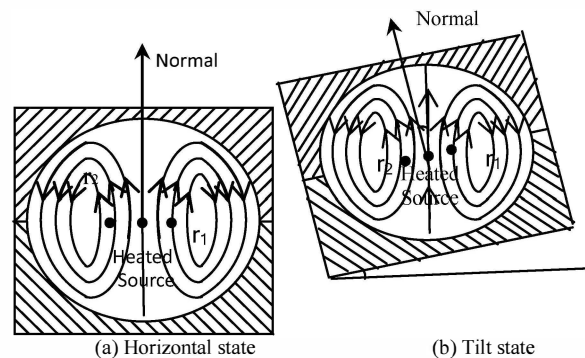 Normal
r₂
r₁
Heated
Source
(a) Horizontal state
Normal
r₂
r₁
Heated
Source
(b) Tilt state